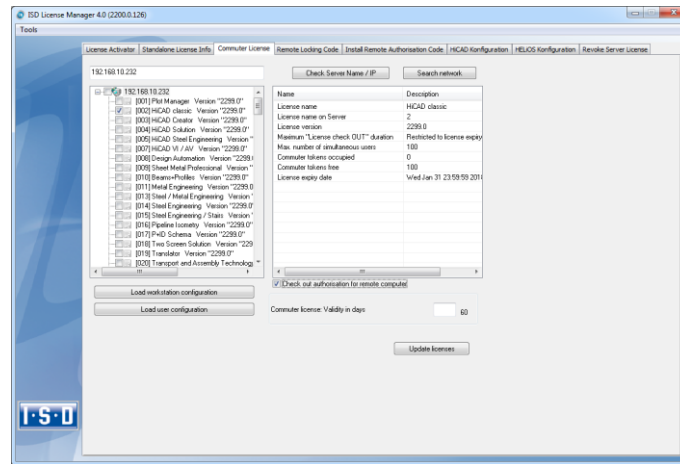 ISD License Manager 4.0 (2200.0.126)
Tools
License Activator Standalone License Info Commuter License Remote Locking Code Install Remote Authorisation Code HiCAD Konfiguration HELiOS Konfiguration Revoke Server License
192.168.10.232 Check Server Name / IP Search network
192.168.10.232
[001] Plot Manager Version "2299.0"
[002] HiCAD classic Version "2299.0"
[003] HiCAD Creator Version "2299.0"
[004] HiCAD Solution Version "2299.0"
[005] HiCAD Steel Engineering Version "
[007] HiCAD VI / AV Version "2299.0"
[008] Design Automation Version "2299.
[009] Sheet Metal Professional Version "
[010] Beams+Profiles Version "2299.0"
[011] Metal Engineering Version "2299.0
[013] Steel / Metal Engineering Version '
[014] Steel Engineering Version "2299.0'
[015] Steel Engineering / Stairs Version '
[016] Pipeline Isometry Version "2299.0"
[017] P+ID Schema Version "2299.0"
[018] Two Screen Solution Version "229
[019] Translator Version "2299.0"
[020] Transport and Assembly Technolog
Name Description
License name HiCAD classic
License name on Server 2
License version 2299.0
Maximum "License check OUT" duration Restricted to license expiry
Max. number of simultaneous users 100
Commuter tokens occupied 0
Commuter tokens free 100
License expiry date Wed Jan 31 23:59:59 201
Check out authorisation for remote computer
Load workstation configuration
Load user configuration
Commuter license: Validity in days 60
Update licenses
I·S·D